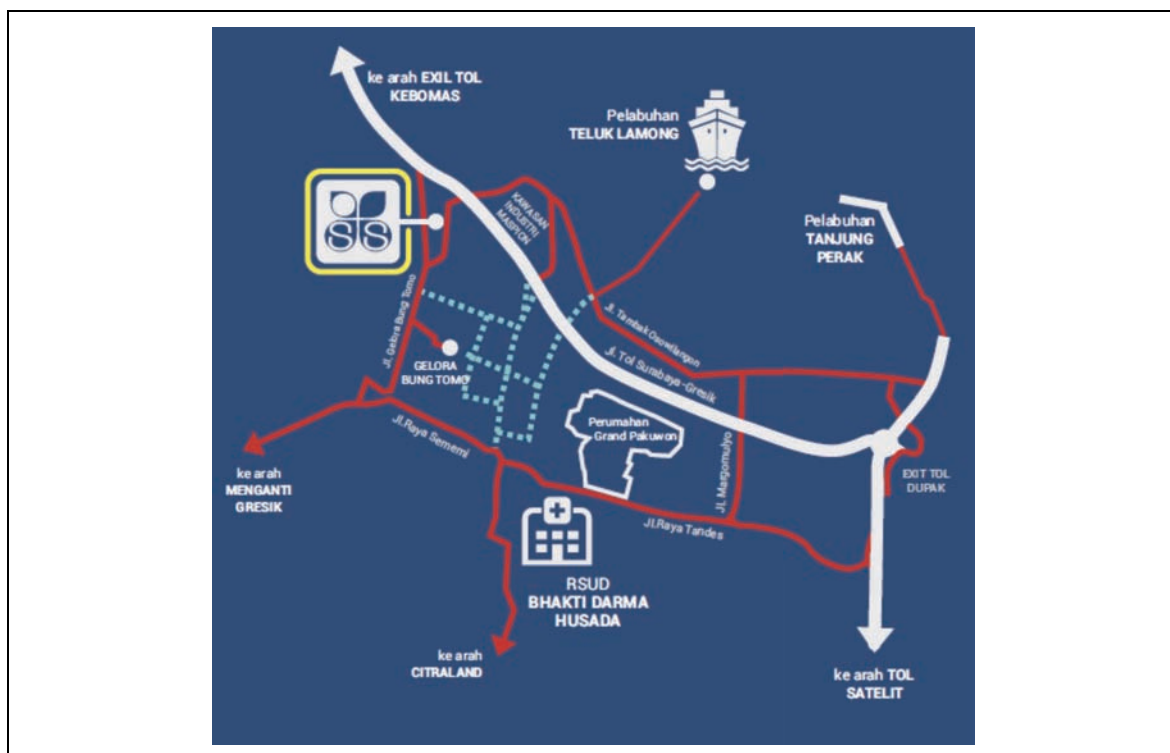 ke arah EXIL TOL
KEBOMAS
Pelabuhan
TELUK LAMONG
KAWASAN
INDUSTRI
MASPION
Pelabuhan
TANJUNG
PERAK
SS
Jl. Gelora Bung Tomo
GELORA
BUNG TOMO
Jl. Tambak Osowilangon
Jl. Tol Surabaya-Gresik
Perumahan
Grand Pakuwon
Jl.Raya Sememi
Jl. Margomulyo
ke arah
MENGANTI
GRESIK
EXIT TOL
DUPAK
Jl.Raya Tandes
RSUD
BHAKTI DARMA
HUSADA
ke arah
CITRALAND
ke arah TOL
SATELIT